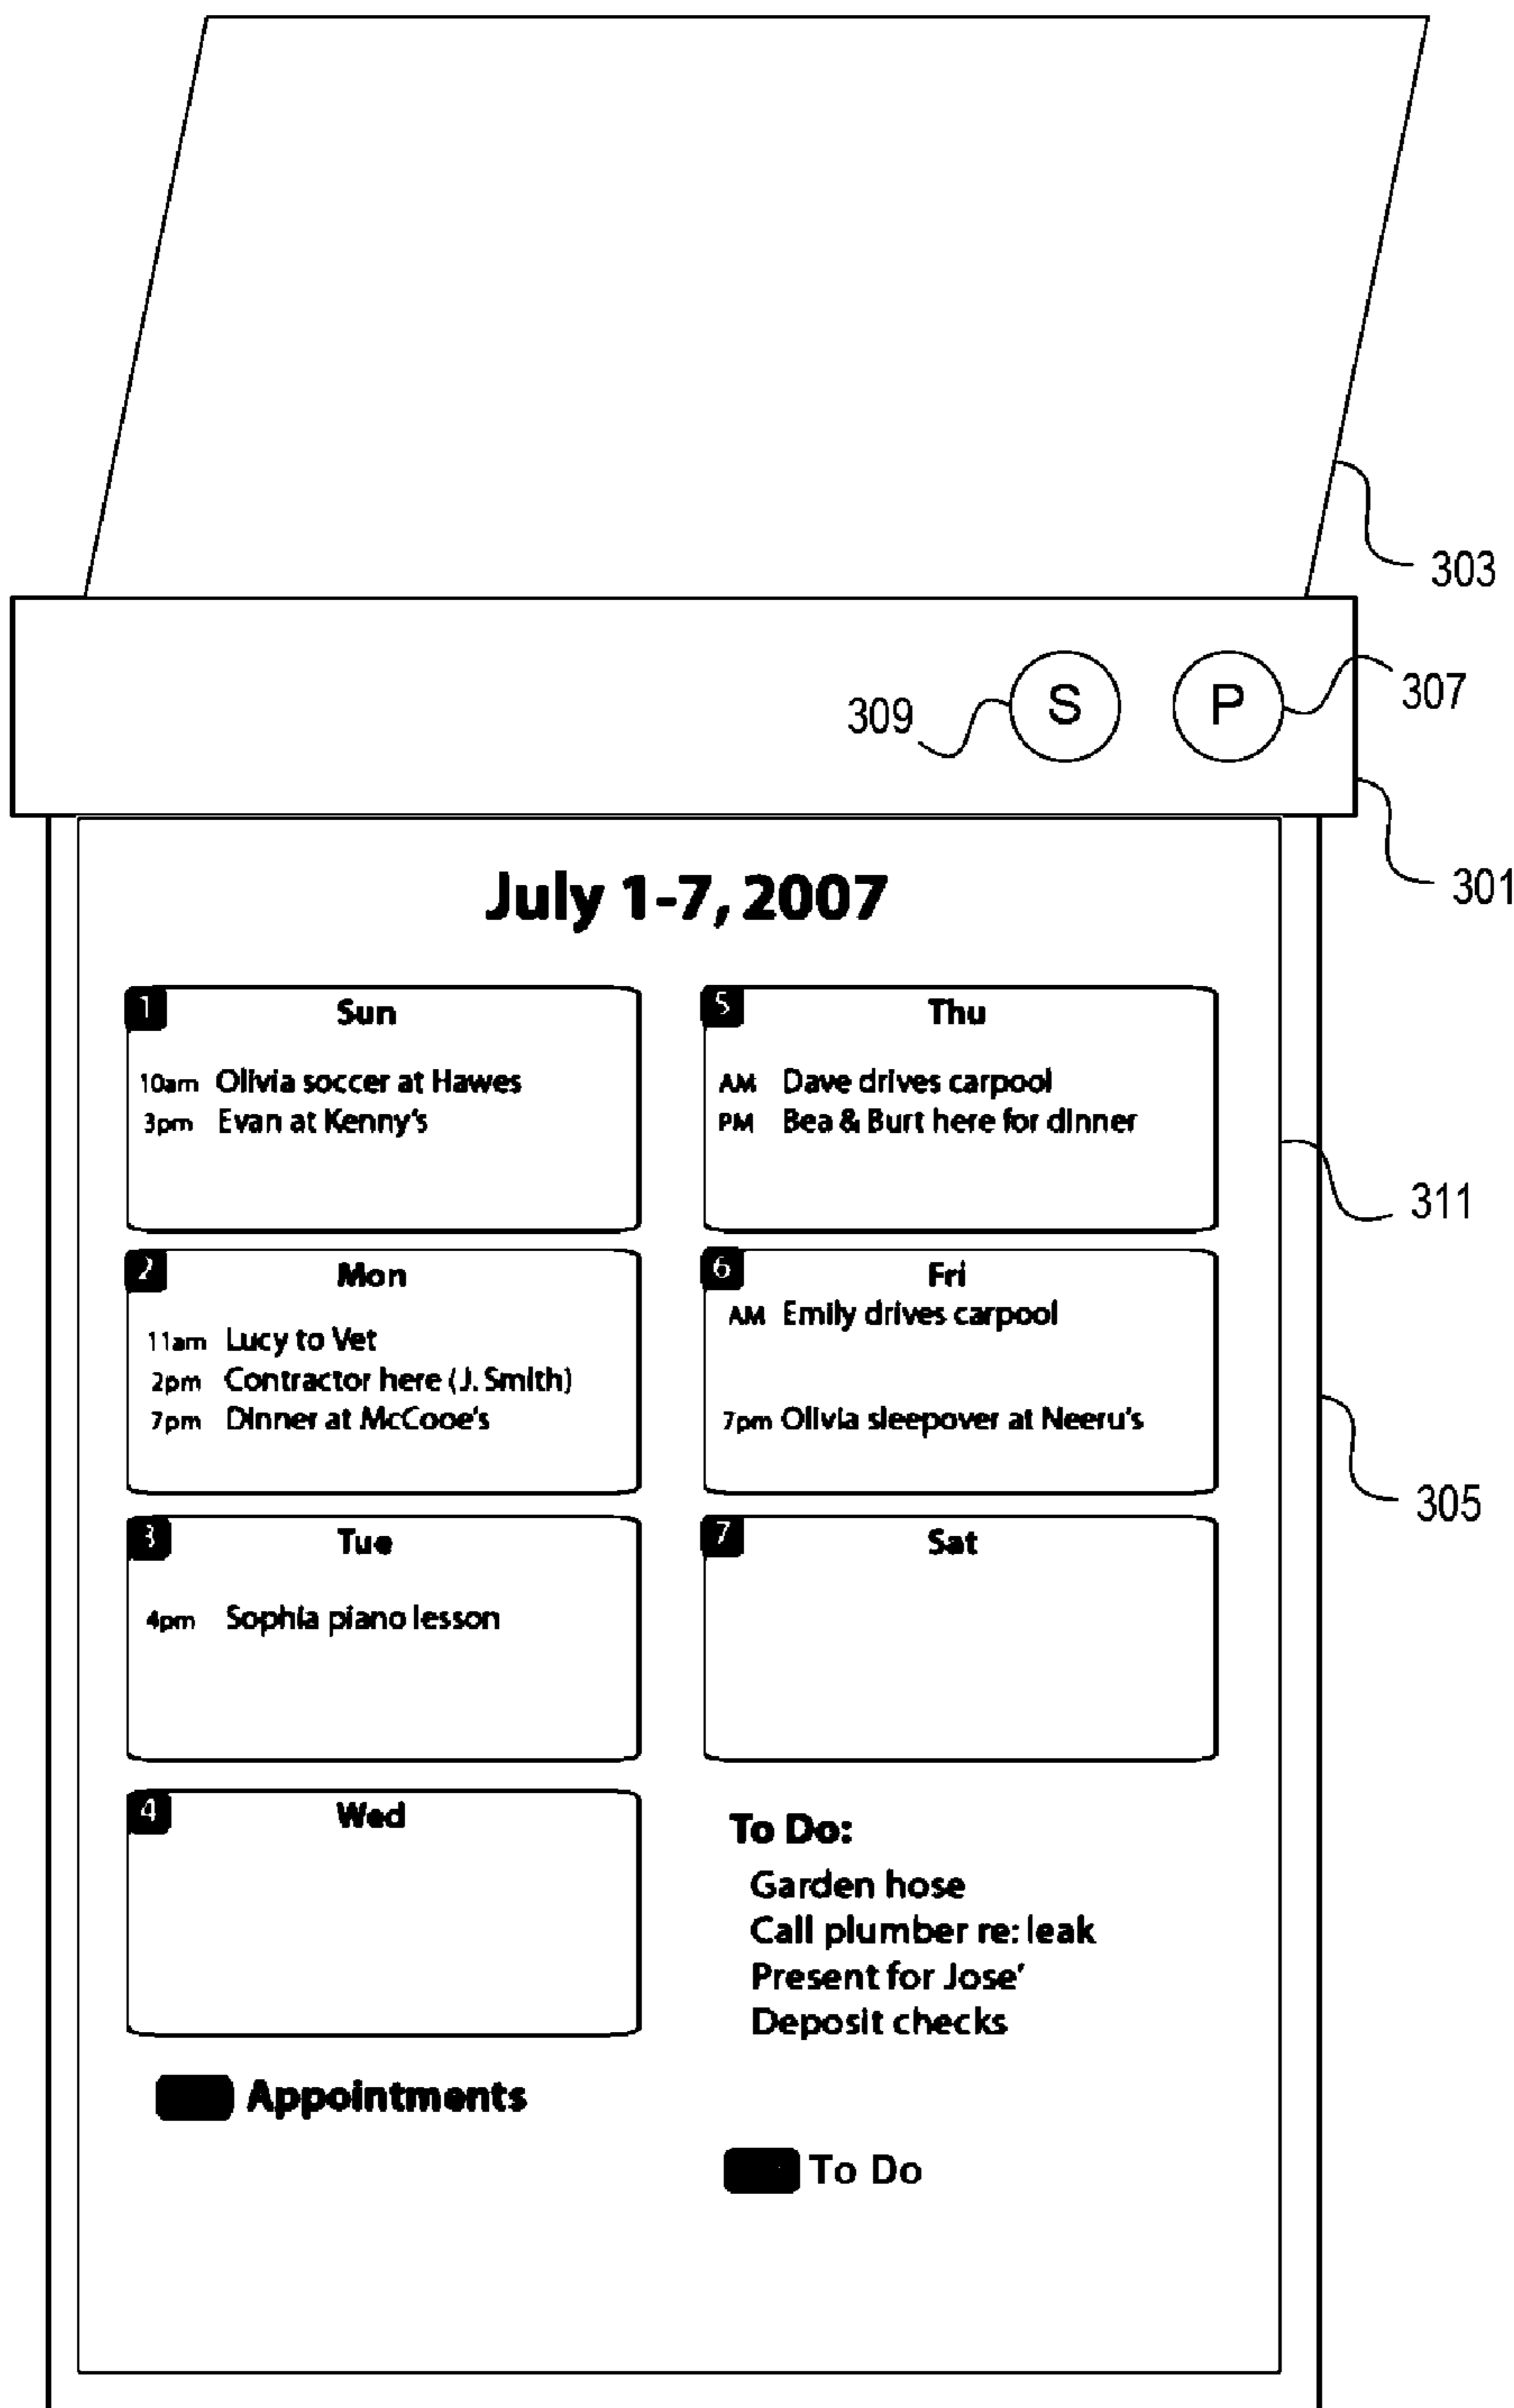 303
S
P
307
309
301
July 1-7, 2007
1
Sun
10am Olivia soccer at Hawes
3pm Evan at Kenny's
2
Mon
11am Lucy to Vet
2pm Contractor here (J. Smith)
7pm Dinner at McCooe's
3
Tue
4pm Sophia piano lesson
4
Wed
Appointments
5
Thu
AM Dave drives carpool
PM Bea & Burt here for dinner
311
6
Fri
AM Emily drives carpool
7pm Olivia sleepover at Neeru's
305
7
Sat
To Do:
Garden hose
Call plumber re: leak
Present for Jose'
Deposit checks
To Do